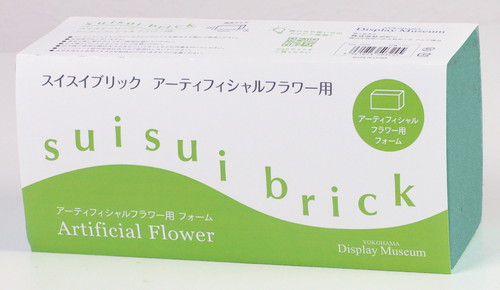 suisui brick
Display Museum
スイスイブリック アーティフィシャルフラワー用
アーティフィシャル
フラワー用
フォーム
suisui brick
アーティフィシャルフラワー用 フォーム
Artificial Flower
YOKOHAMA
Display Museum